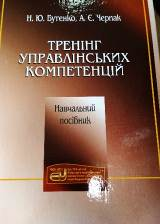 Н. Ю. Бутенко, А. Є. Черпак
ТРЕНІНГ
УПРАВЛІНСЬКИХ
КОМПЕТЕНЦІЙ
Навчальний
посібник